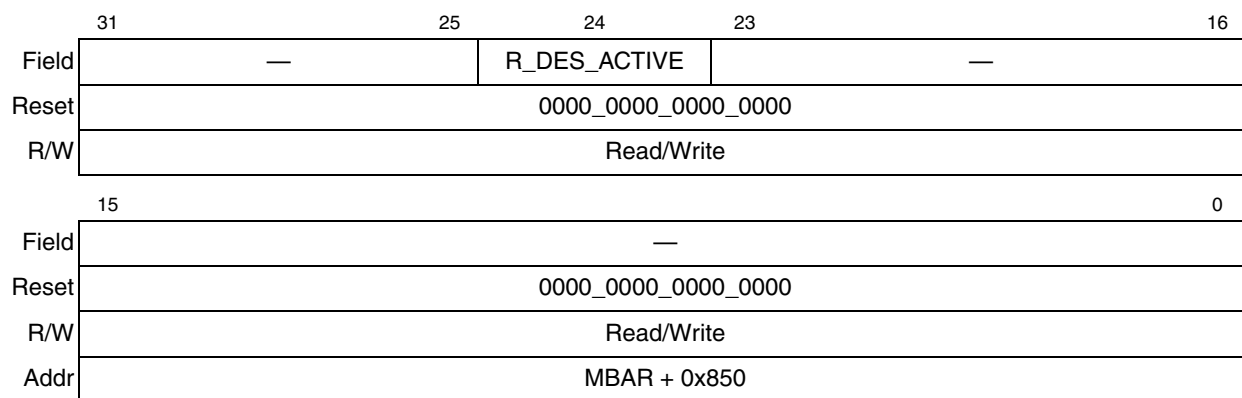 31 25 24 23 16
Field — R_DES_ACTIVE —
Reset 0000_0000_0000_0000
R/W Read/Write
15 0
Field —
Reset 0000_0000_0000_0000
R/W Read/Write
Addr MBAR + 0x850